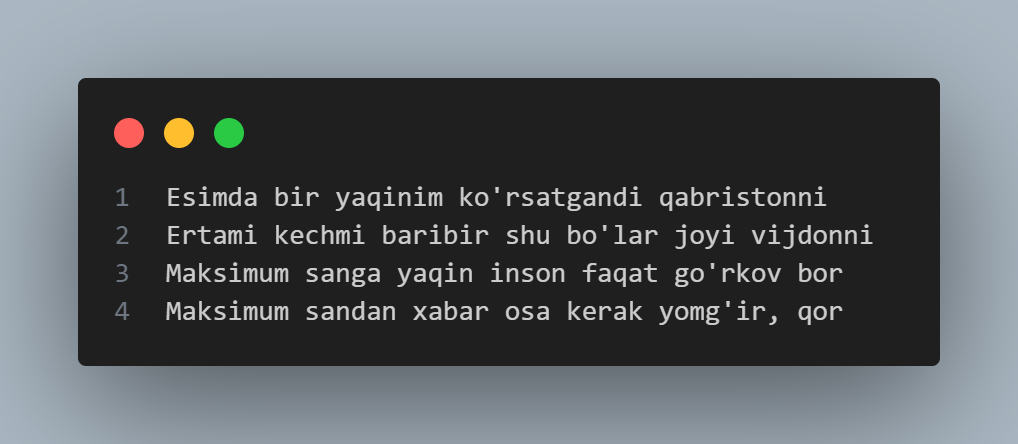 1 Esimda bir yaqinim ko'rsatgandi qabristonni
2 Ertami kechmi baribir shu bo'lar joyi vijdonni
3 Maksimum sanga yaqin inson faqat go'rkov bor
4 Maksimum sandan xabar osa kerak yomg'ir, qor